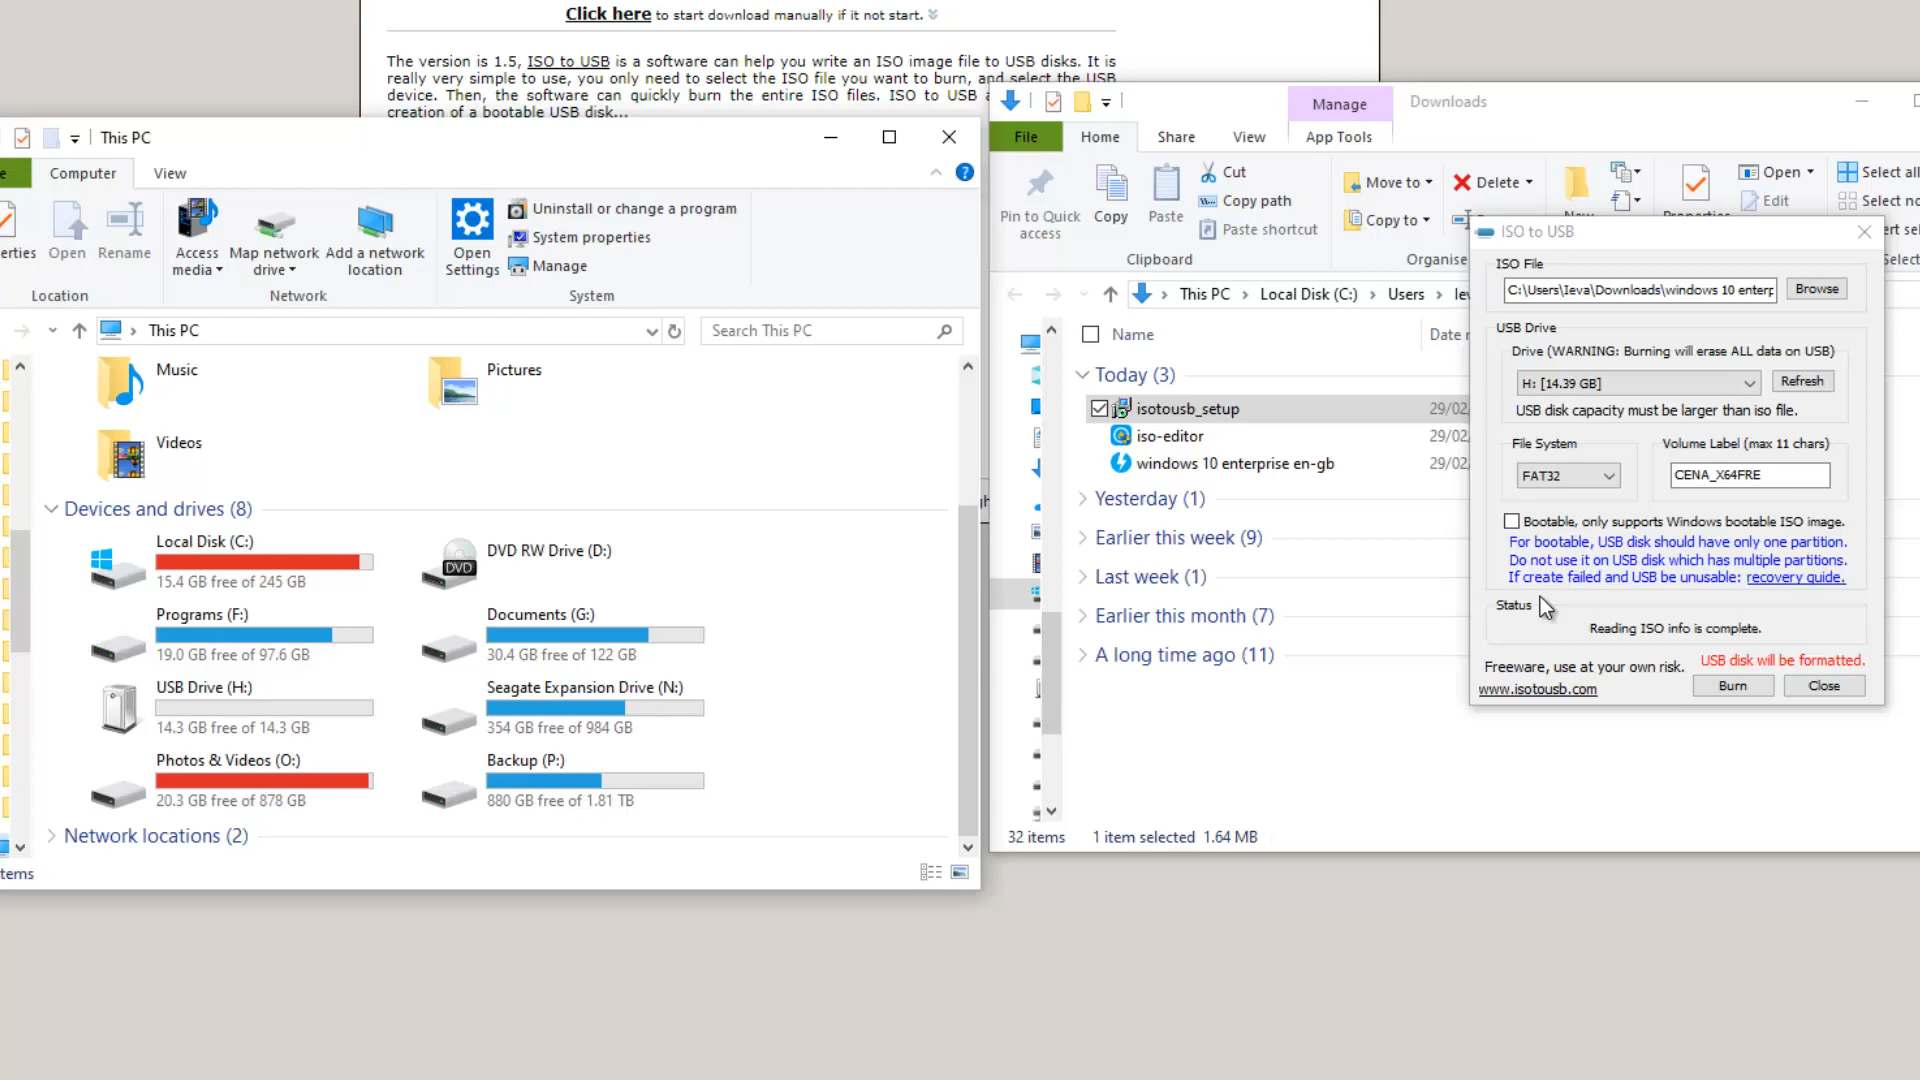 Click here to start download manually if it not start.
The version is 1.5, ISO to USB is a software can help you write an ISO image file to USB disks. It is
really very simple to use, you only need to select the ISO file you want to burn, and select the USB
device. Then, the software can quickly burn the entire ISO files. ISO to USB
creation of a bootable USB disk...
This PC
Computer
View
Open
Rename
Location
Access media
Map network drive
Add a network location
Network
Open Settings
Uninstall or change a program
System properties
Manage
System
This PC
Search This PC
Music
Pictures
Videos
Devices and drives (8)
Local Disk (C:)
15.4 GB free of 245 GB
DVD RW Drive (D:)
DVD
Programs (F:)
19.0 GB free of 97.6 GB
Documents (G:)
30.4 GB free of 122 GB
USB Drive (H:)
14.3 GB free of 14.3 GB
Seagate Expansion Drive (N:)
354 GB free of 984 GB
Photos & Videos (O:)
20.3 GB free of 878 GB
Backup (P:)
880 GB free of 1.81 TB
Network locations (2)
Manage
Downloads
File
Home
Share
View
App Tools
Pin to Quick access
Copy
Paste
Cut
Copy path
Paste shortcut
Clipboard
Move to
Copy to
Delete
Organise
Open
Edit
Select all
This PC
Local Disk (C:)
Users
Name
Date
Today (3)
isotousb_setup
29/02
iso-editor
29/02
windows 10 enterprise en-gb
29/02
Yesterday (1)
Earlier this week (9)
Last week (1)
Earlier this month (7)
A long time ago (11)
32 items
1 item selected 1.64 MB
ISO to USB
ISO File
C:\Users\Ieva\Downloads\windows 10 enterp
Browse
USB Drive
Drive (WARNING: Burning will erase ALL data on USB)
H: [14.39 GB]
Refresh
USB disk capacity must be larger than iso file.
File System
FAT32
Volume Label (max 11 chars)
CENA_X64FRE
Bootable, only supports Windows bootable ISO image.
For bootable, USB disk should have only one partition.
Do not use it on USB disk which has multiple partitions.
If create failed and USB be unusable: recovery guide.
Status
Reading ISO info is complete.
Freeware, use at your own risk.
USB disk will be formatted.
www.isotousb.com
Burn
Close